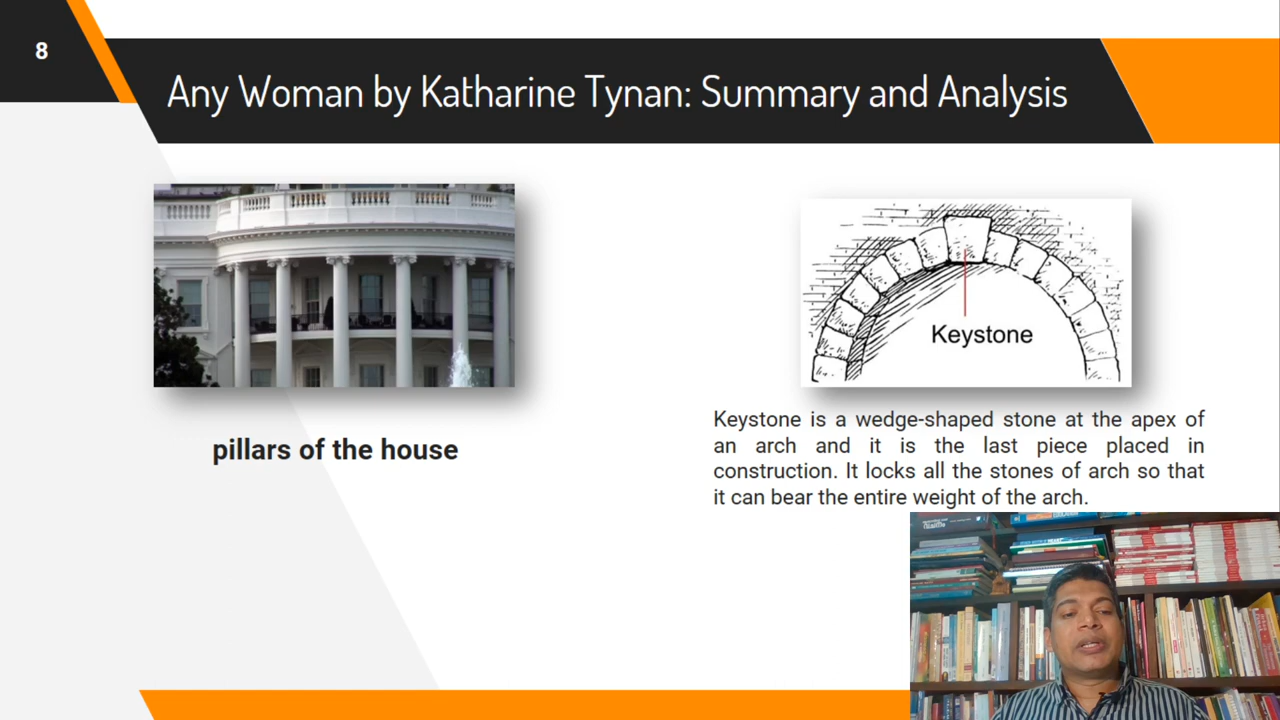 8
Any Woman by Katharine Tynan: Summary and Analysis
Keystone
pillars of the house
Keystone is a wedge-shaped stone at the apex of
an arch and it is the last piece placed in
construction. It locks all the stones of arch so that
it can bear the entire weight of the arch.